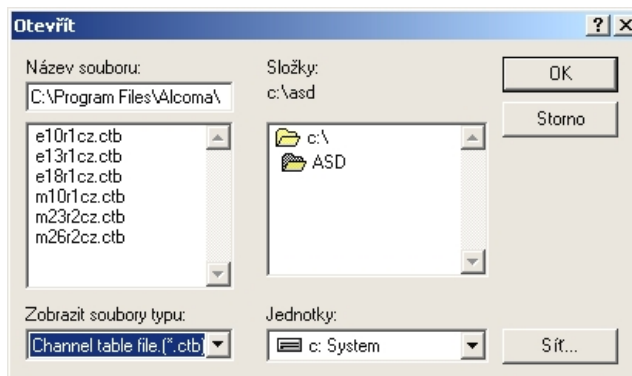 Otevřít
Název souboru:
C:\Program Files\Alcoma\
e10r1cz.ctb
e13r1cz.ctb
e18r1cz.ctb
m10r1cz.ctb
m23r2cz.ctb
m26r2cz.ctb
Zobrazit soubory typu:
Channel table file.(*.ctb)
Složky:
c:\asd
c:\
ASD
Jednotky:
c: System
OK
Storno
Síť...